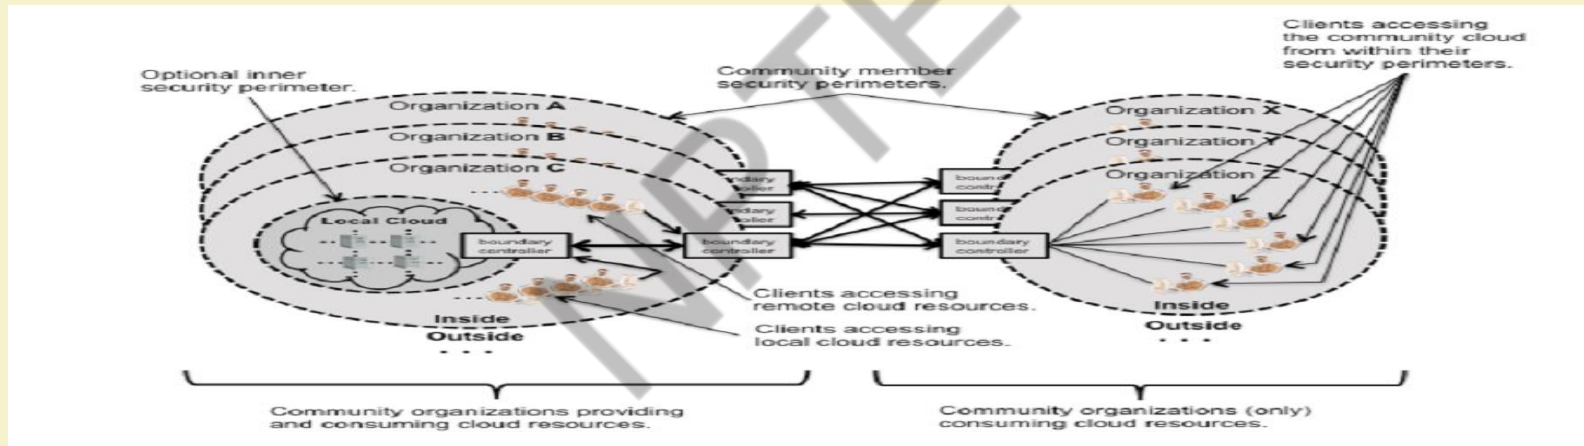 Clients accessing
the community cloud
from within their
security perimeters.
Optional inner
security perimeter.
Community member
security perimeters.
Organization A
Organization B
Organization C
Local Cloud
boundary
controller
boundary
controller
boundary
controller
Organization X
Organization Y
Organization Z
Inside
Outside
. . .
Inside
Outside
. . .
Clients accessing
remote cloud resources.
Clients accessing
local cloud resources.
Community organizations providing
and consuming cloud resources.
Community organizations (only)
consuming cloud resources.
NPTE